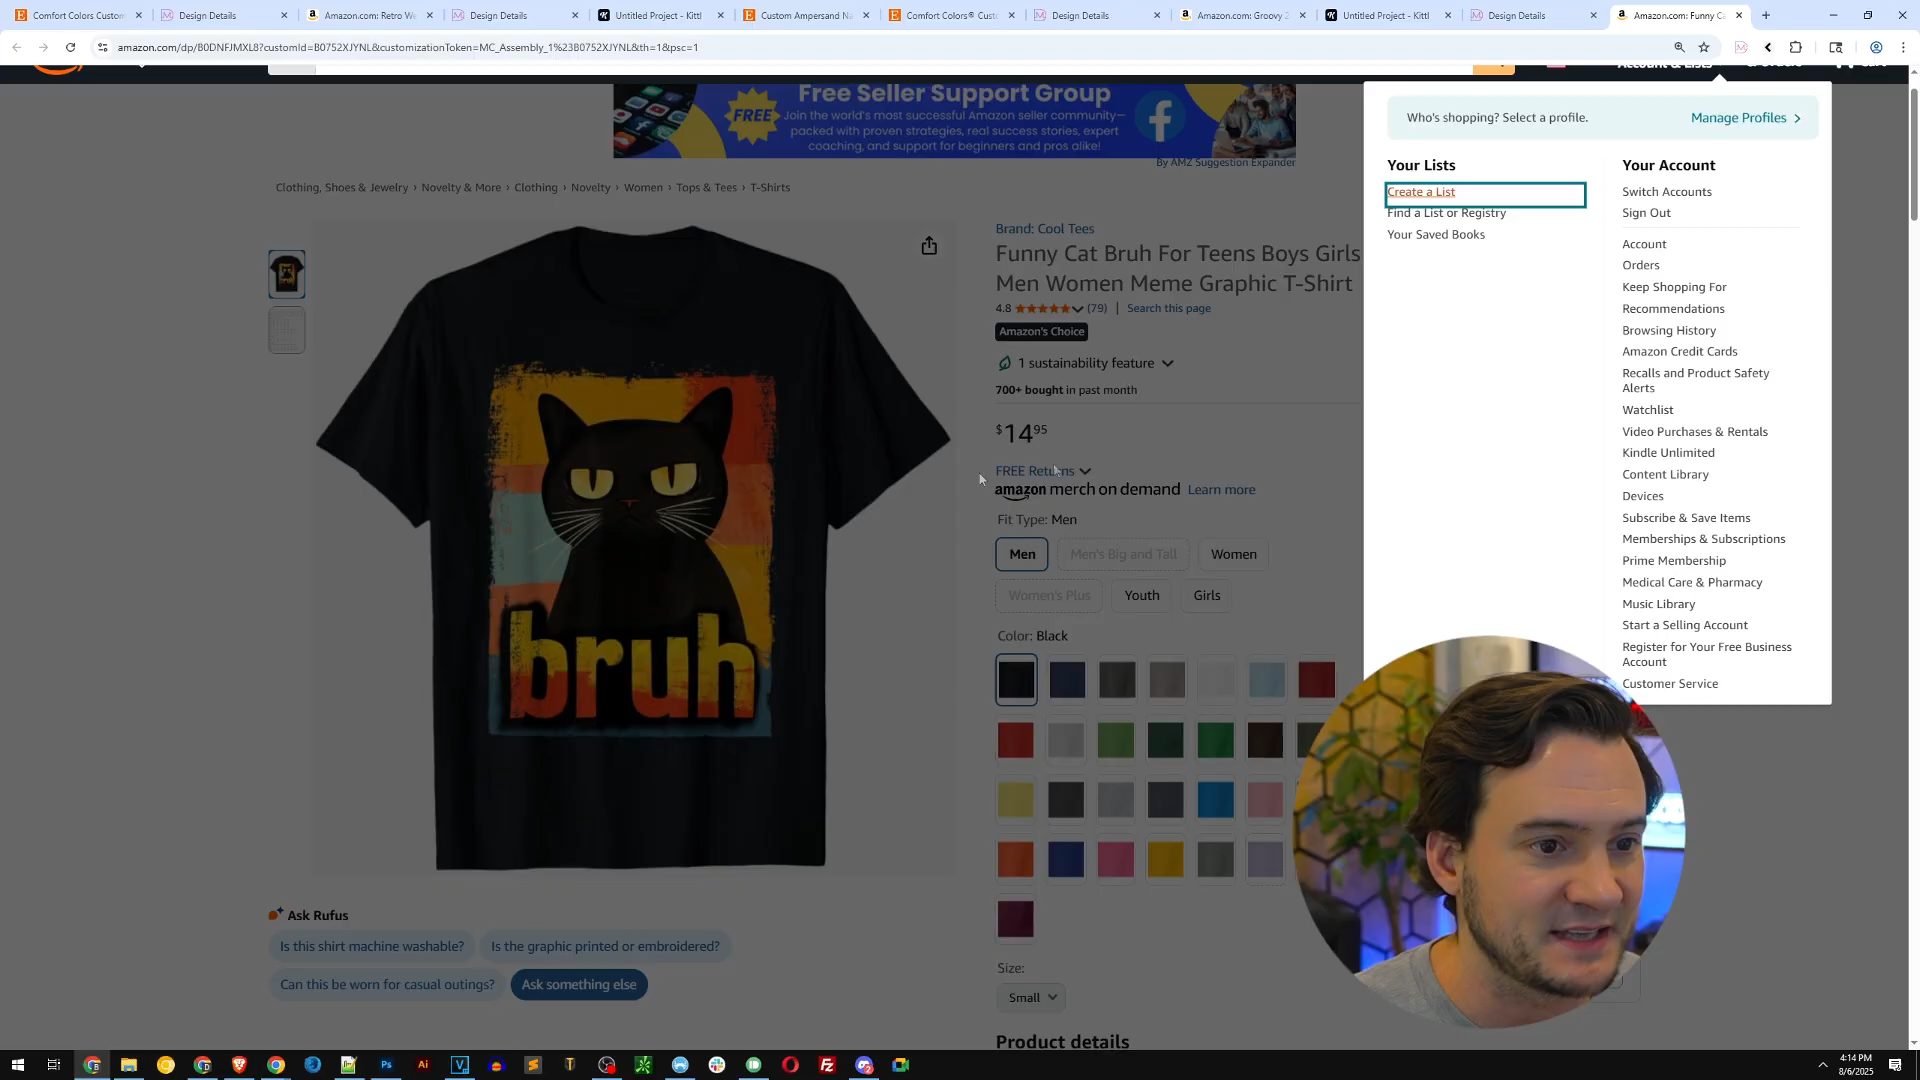 Comfort Colors Custom
Design Details
Amazon.com: Retro We
Design Details
Untitled Project - Kittl
Custom Ampersand Na
Comfort Colors® Cust
Design Details
Amazon.com: Groovy 2
Untitled Project - Kittl
Design Details
Amazon.com: Funny Ca
amazon.com/dp/B0DNFJMXL8?customId=B0752XJYNL&customizationToken=MC_Assembly_1%23B0752XJYNL&th=1&psc=1
Account & Lists
Free Seller Support Group
FREE
Join the world's most successful Amazon seller community—
packed with proven strategies, real success stories, expert
coaching, and support for beginners and pros alike!
By AMZ Suggestion Expander
Clothing, Shoes & Jewelry › Novelty & More › Clothing › Novelty › Women › Tops & Tees › T-Shirts
Brand: Cool Tees
Funny Cat Bruh For Teens Boys Girls
Men Women Meme Graphic T-Shirt
4.8 (79) | Search this page
Amazon's Choice
1 sustainability feature
700+ bought in past month
$14 95
FREE Returns
amazon merch on demand Learn more
Fit Type: Men
Men Men's Big and Tall Women
Women's Plus Youth Girls
Color: Black
Size:
Small
Product details
bruh
Ask Rufus
Is this shirt machine washable? Is the graphic printed or embroidered?
Can this be worn for casual outings? Ask something else
Who's shopping? Select a profile.
Manage Profiles
Your Lists
Create a List
Find a List or Registry
Your Saved Books
Your Account
Switch Accounts
Sign Out
Account
Orders
Keep Shopping For
Recommendations
Browsing History
Amazon Credit Cards
Recalls and Product Safety
Alerts
Watchlist
Video Purchases & Rentals
Kindle Unlimited
Content Library
Devices
Subscribe & Save Items
Memberships & Subscriptions
Prime Membership
Medical Care & Pharmacy
Music Library
Start a Selling Account
Register for Your Free Business
Account
Customer Service
4:14 PM
8/6/2025